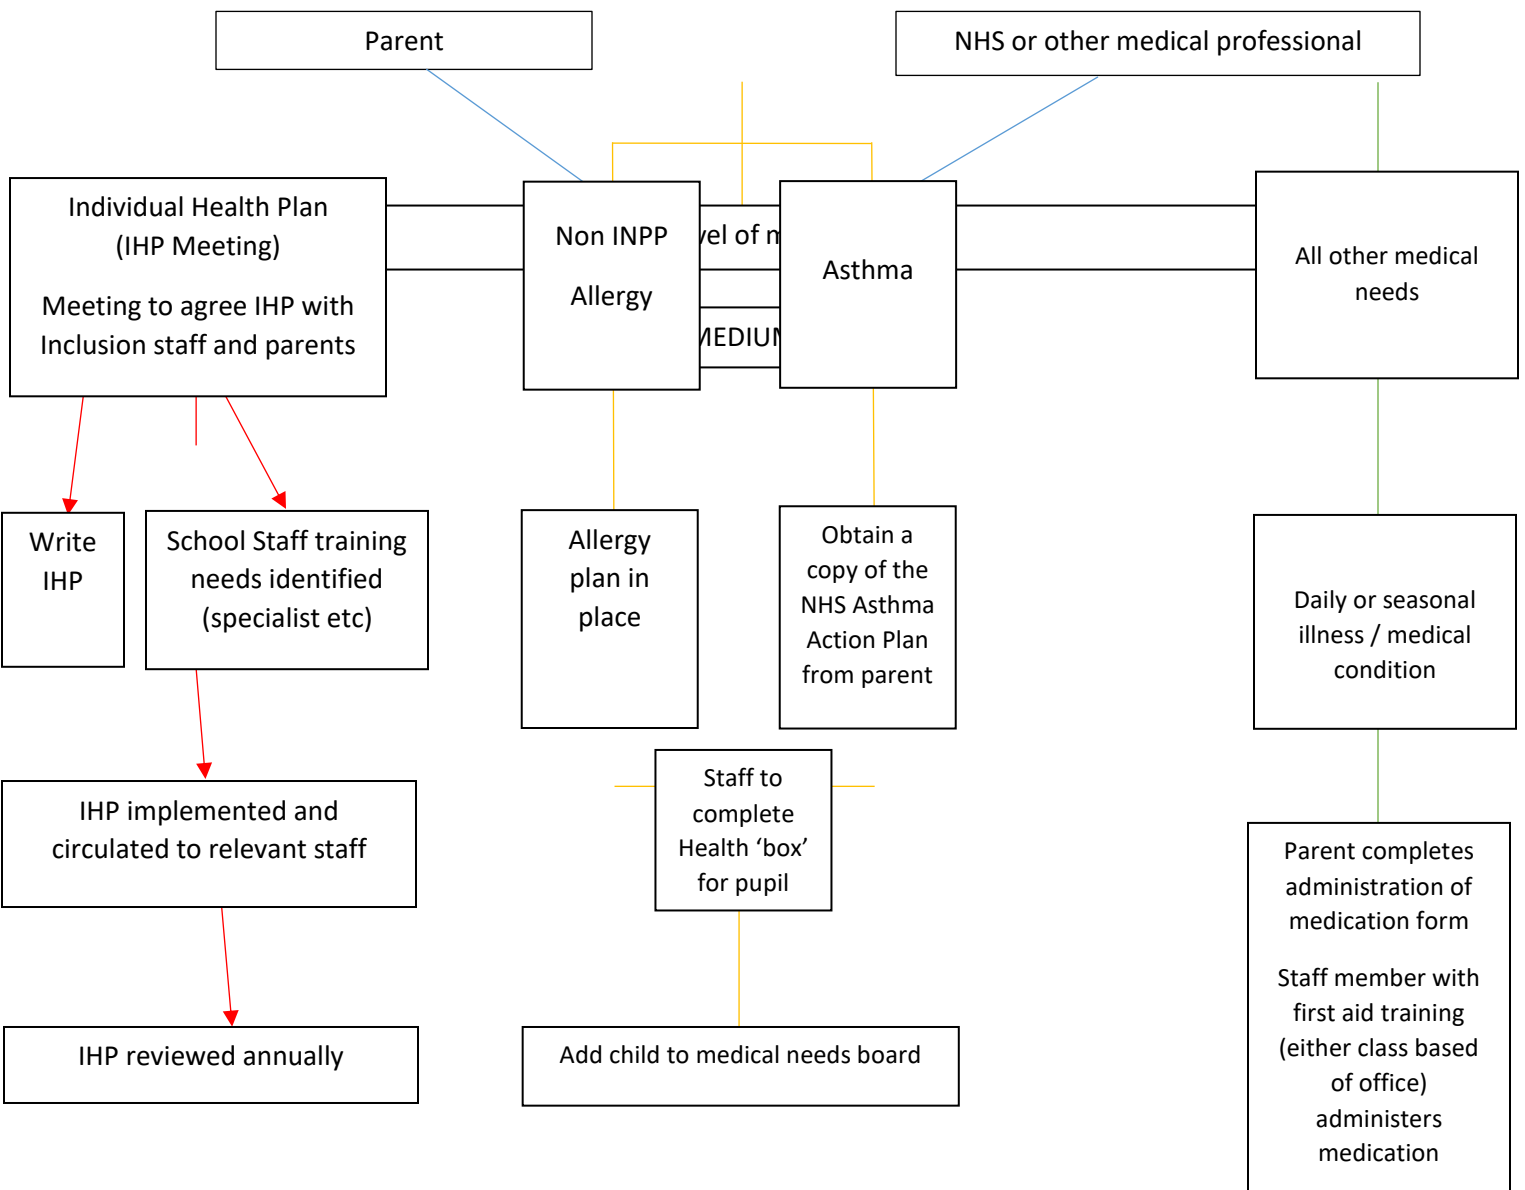 Parent
NHS or other medical professional
Individual Health Plan
(IHP Meeting)
Meeting to agree IHP with
Inclusion staff and parents
Non INPP
Allergy
of
Asthma
All other medical
needs
Write
IHP
School Staff training
needs identified
(specialist etc)
Allergy
plan in
place
Obtain a
copy of the
NHS Asthma
Action Plan
from parent
Daily or seasonal
illness / medical
condition
Staff to
complete
Health ‘box’
for pupil
IHP implemented and
circulated to relevant staff
Parent completes
administration of
medication form
Staff member with
first aid training
(either class based
of office)
administers
medication
IHP reviewed annually
Add child to medical needs board